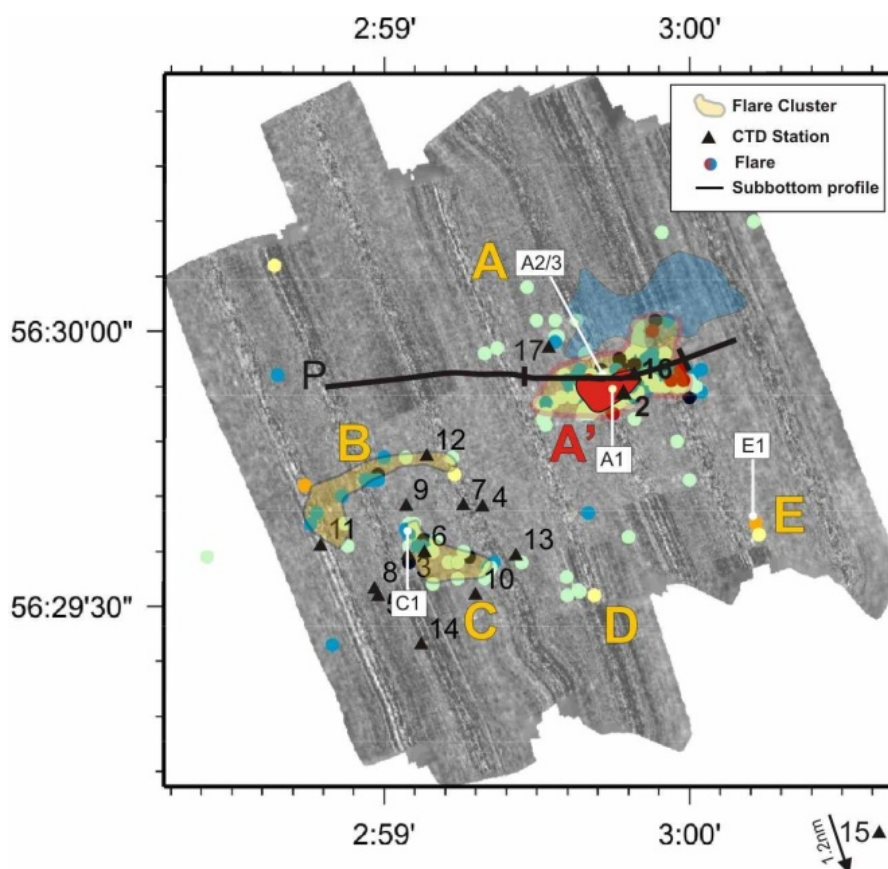 2:59' 3:00'
Flare Cluster
CTD Station
Flare
Subbottom profile
A A2/3
56:30'00"
17
P 16
2
A' A1
B 12 E1
9 7 4 E
11 6 13
3
8 10
C1 C D
56:29'30"
14
2:59' 3:00'
1.2nm 15